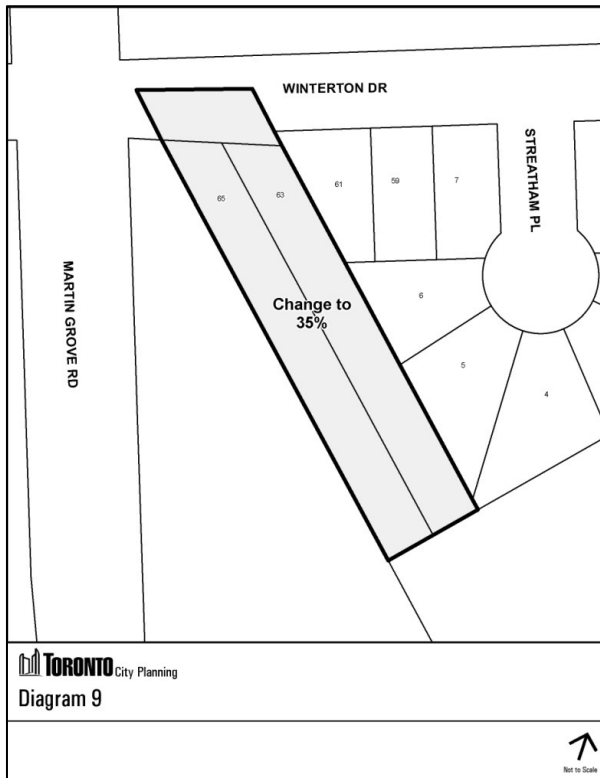 WINTERTON DR
STREATHAM PL
MARTIN GROVE RD
65
63
61
59
7
6
5
4
Change to
35%
TORONTO City Planning
Diagram 9
Not to Scale